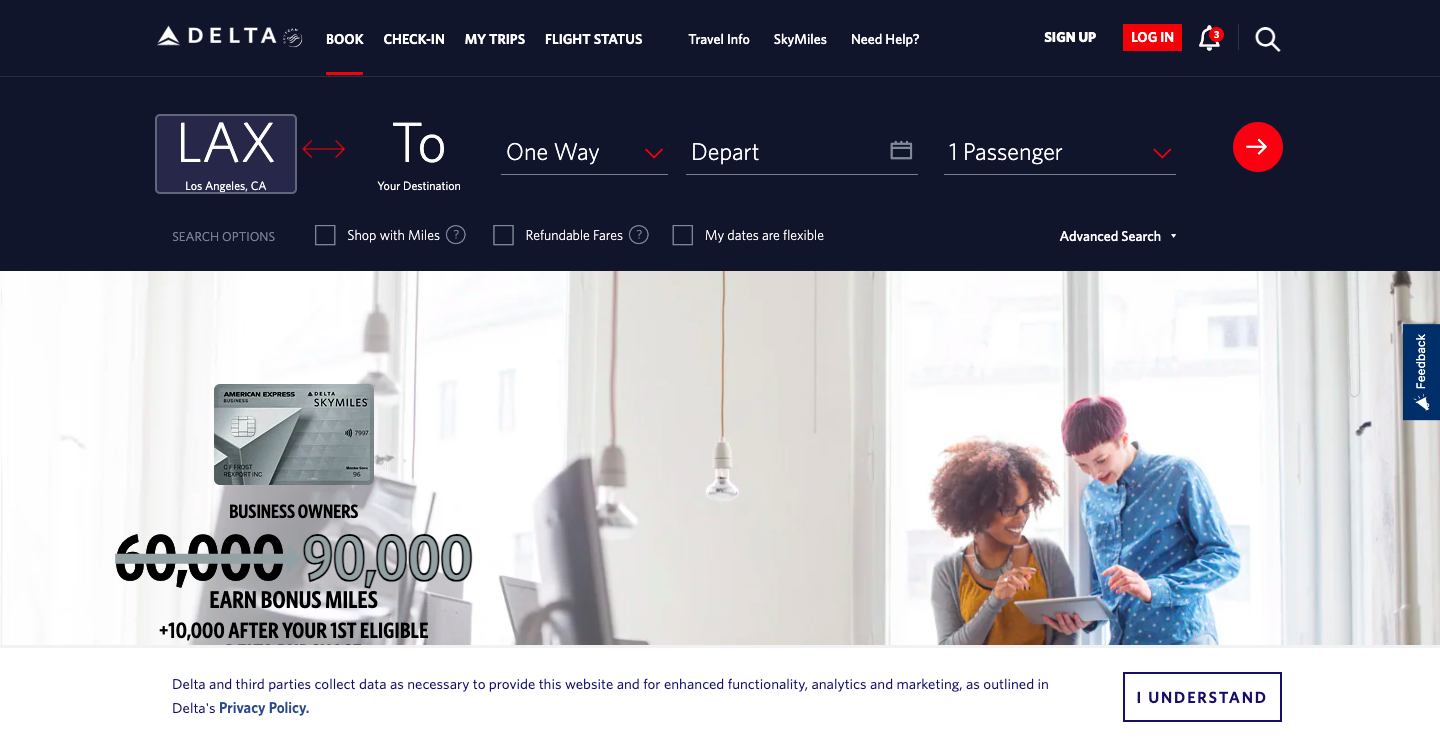 DELTA
BOOK CHECK-IN MY TRIPS FLIGHT STATUS Travel Info SkyMiles Need Help? SIGN UP LOG IN 3
LAX To
One Way Depart 1 Passenger
Los Angeles, CA Your Destination
SEARCH OPTIONS Shop with Miles ? Refundable Fares ? My dates are flexible Advanced Search
Feedback
AMERICAN EXPRESS DELTA
BUSINESS SKYMILES
7997
C F FROST
REXPORT INC 96
BUSINESS OWNERS
60,000 90,000
EARN BONUS MILES
+10,000 AFTER YOUR 1ST ELIGIBLE
Delta and third parties collect data as necessary to provide this website and for enhanced functionality, analytics and marketing, as outlined in
Delta's Privacy Policy.
I UNDERSTAND